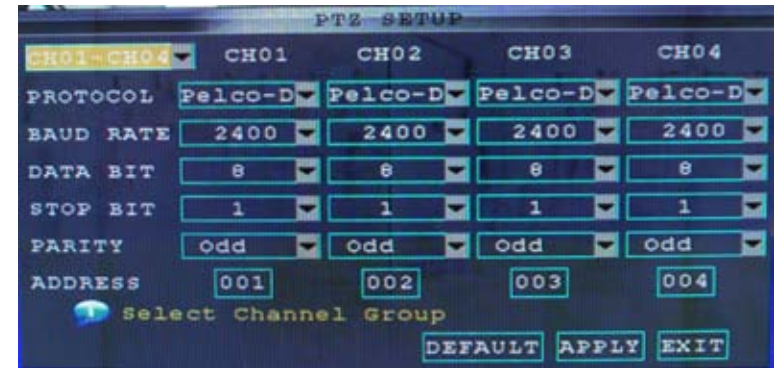 PTZ SETUP
CH01-CH04 CH01 CH02 CH03 CH04
PROTOCOL Pelco-D Pelco-D Pelco-D Pelco-D
BAUD RATE 2400 2400 2400 2400
DATA BIT 8 8 8 8
STOP BIT 1 1 1 1
PARITY Odd Odd Odd Odd
ADDRESS 001 002 003 004
Select Channel Group
DEFAULT APPLY EXIT